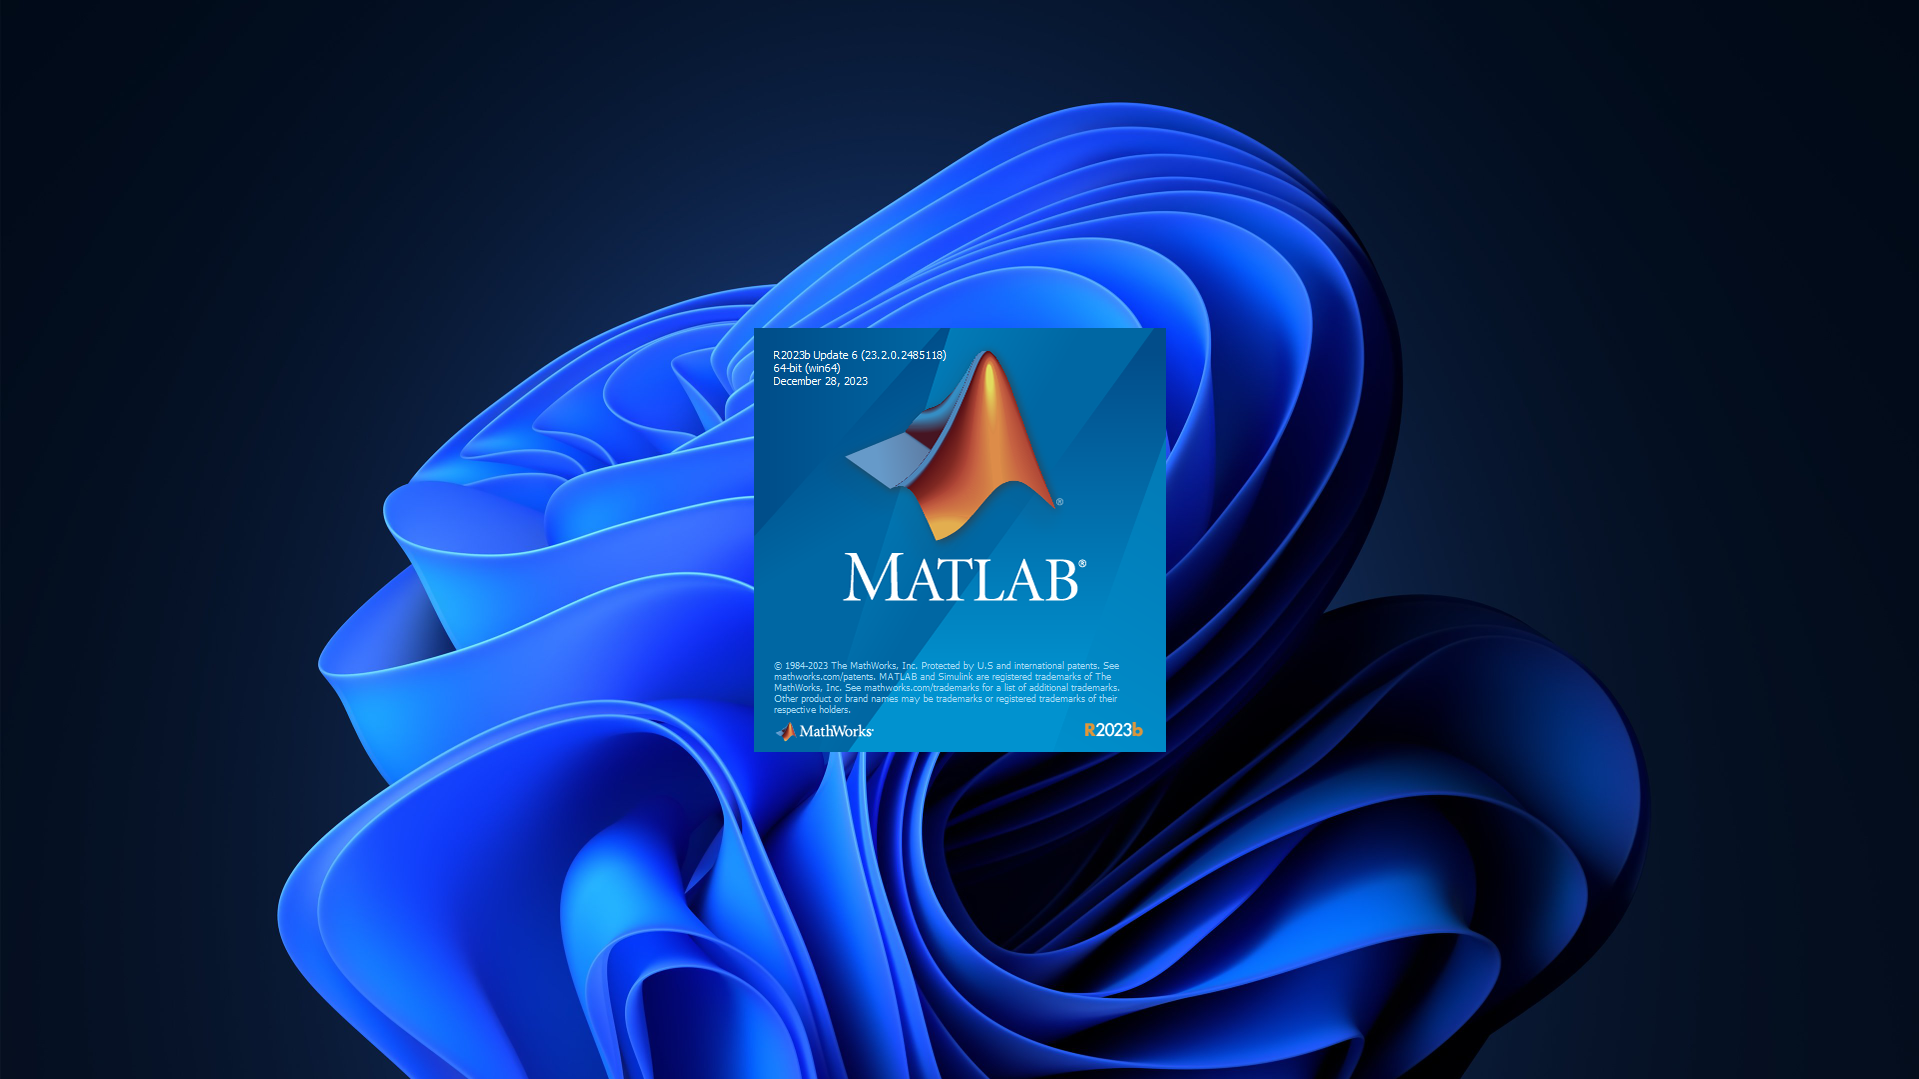 R2023b Update 6 (23.2.0.2485118)
64-bit (win64)
December 28, 2023
®
MATLAB®
© 1984-2023 The MathWorks, Inc. Protected by U.S and international patents. See
mathworks.com/patents. MATLAB and Simulink are registered trademarks of The
MathWorks, Inc. See mathworks.com/trademarks for a list of additional trademarks.
Other product or brand names may be trademarks or registered trademarks of their
respective holders.
MathWorks®
R2023b